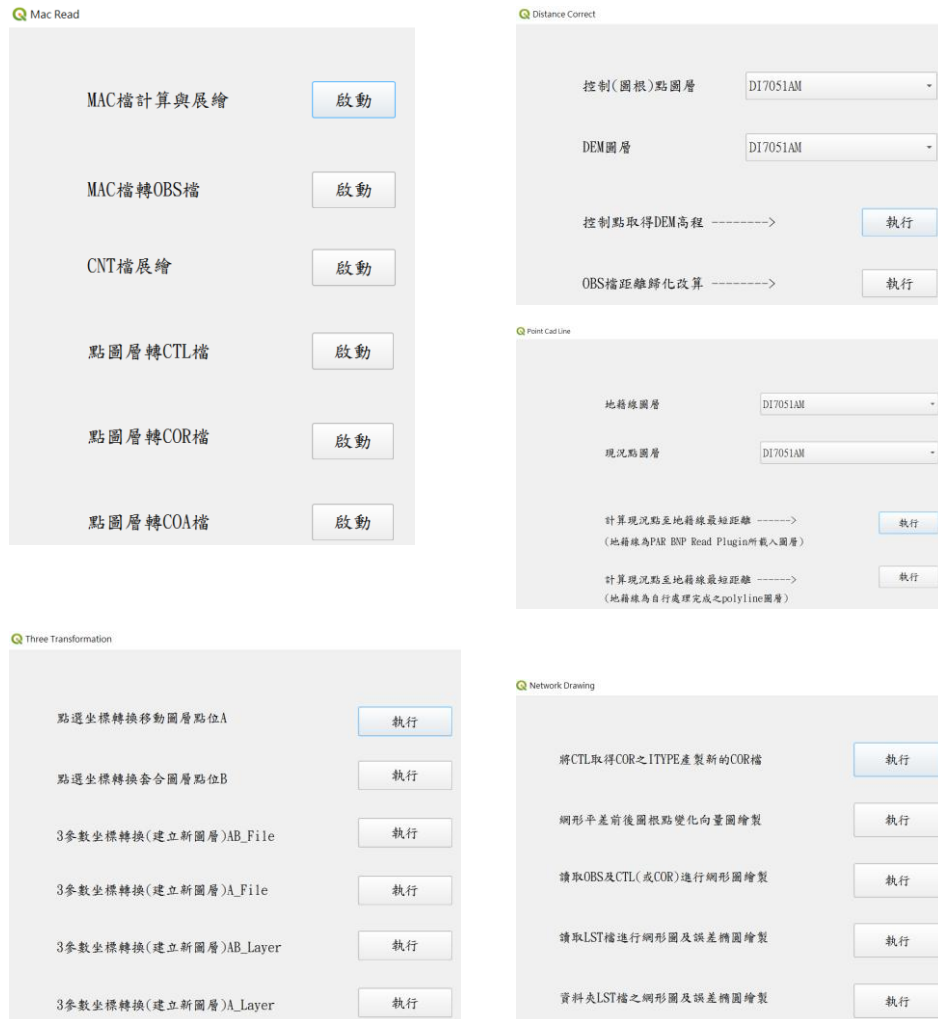 Mac Read
MAC檔計算與展繪 啟動
MAC檔轉OBS檔 啟動
CNT檔展繪 啟動
點圖層轉CTL檔 啟動
點圖層轉COR檔 啟動
點圖層轉COA檔 啟動
Distance Correct
控制(圖根)點圖層 DI7051AM
DEM圖層 DI7051AM
控制點取得DEM高程 --------> 執行
OBS檔距離歸化改算 --------> 執行
Point Cad Line
地籍線圖層 DI7051AM
現況點圖層 DI7051AM
計算現況點至地籍線最短距離 ------> 執行
(地籍線為PAR BNP Read Plugin所載入圖層)
計算現況點至地籍線最短距離 ------> 執行
(地籍線為自行處理完成之polyline圖層)
Three Transformation
點選坐標轉換移動圖層點位A 執行
點選坐標轉換套合圖層點位B 執行
3參數坐標轉換(建立新圖層)AB_File 執行
3參數坐標轉換(建立新圖層)A_File 執行
3參數坐標轉換(建立新圖層)AB_Layer 執行
3參數坐標轉換(建立新圖層)A_Layer 執行
Network Drawing
將CTL取得COR之ITYPE產製新的COR檔 執行
網形平差前後圖根點變化向量圖繪製 執行
讀取OBS及CTL(或COR)進行網形圖繪製 執行
讀取LST檔進行網形圖及誤差橢圓繪製 執行
資料夾LST檔之網形圖及誤差橢圓繪製 執行